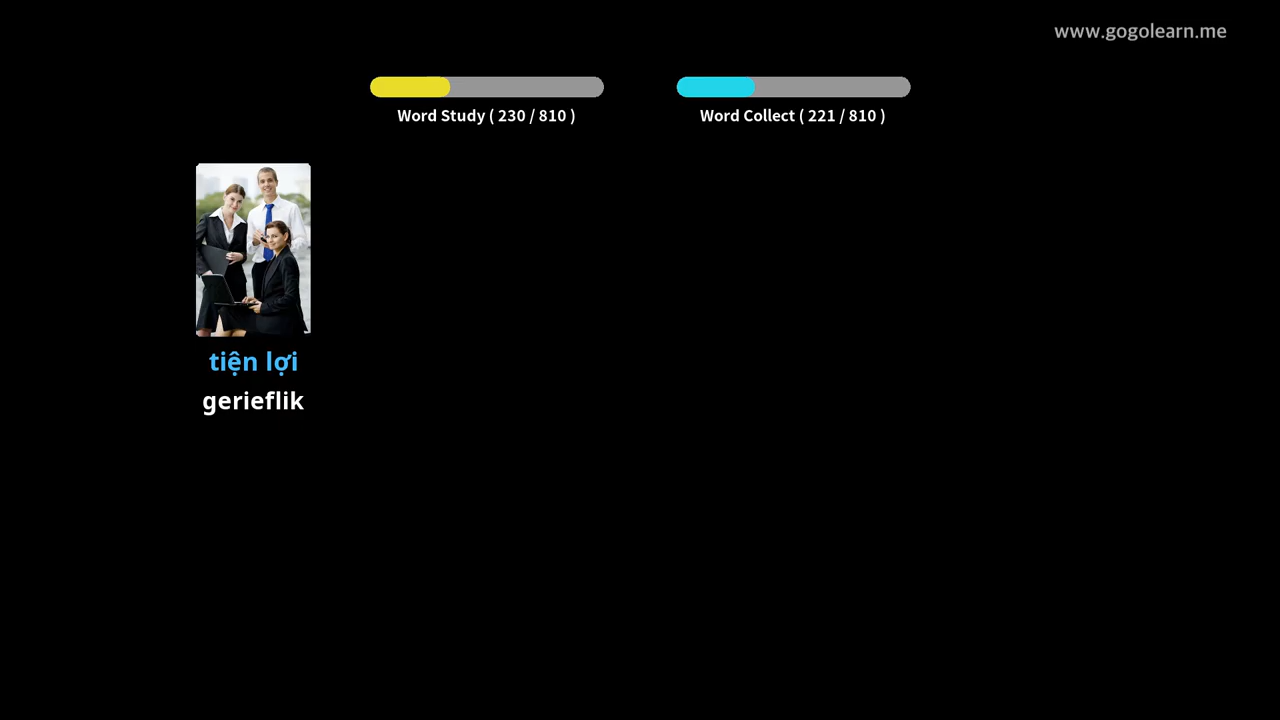 www.gogolearn.me
Word Study ( 230 / 810 )
Word Collect ( 221 / 810 )
tiện lợi
gerieflik